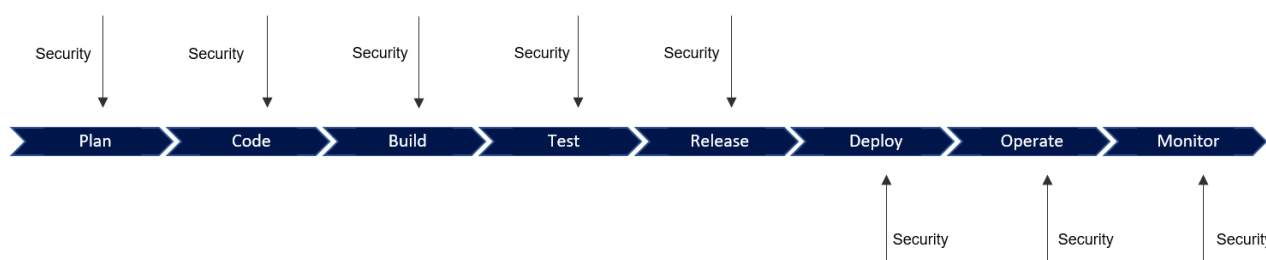 Security Security Security Security Security
Plan Code Build Test Release Deploy Operate Monitor
Security Security Securit